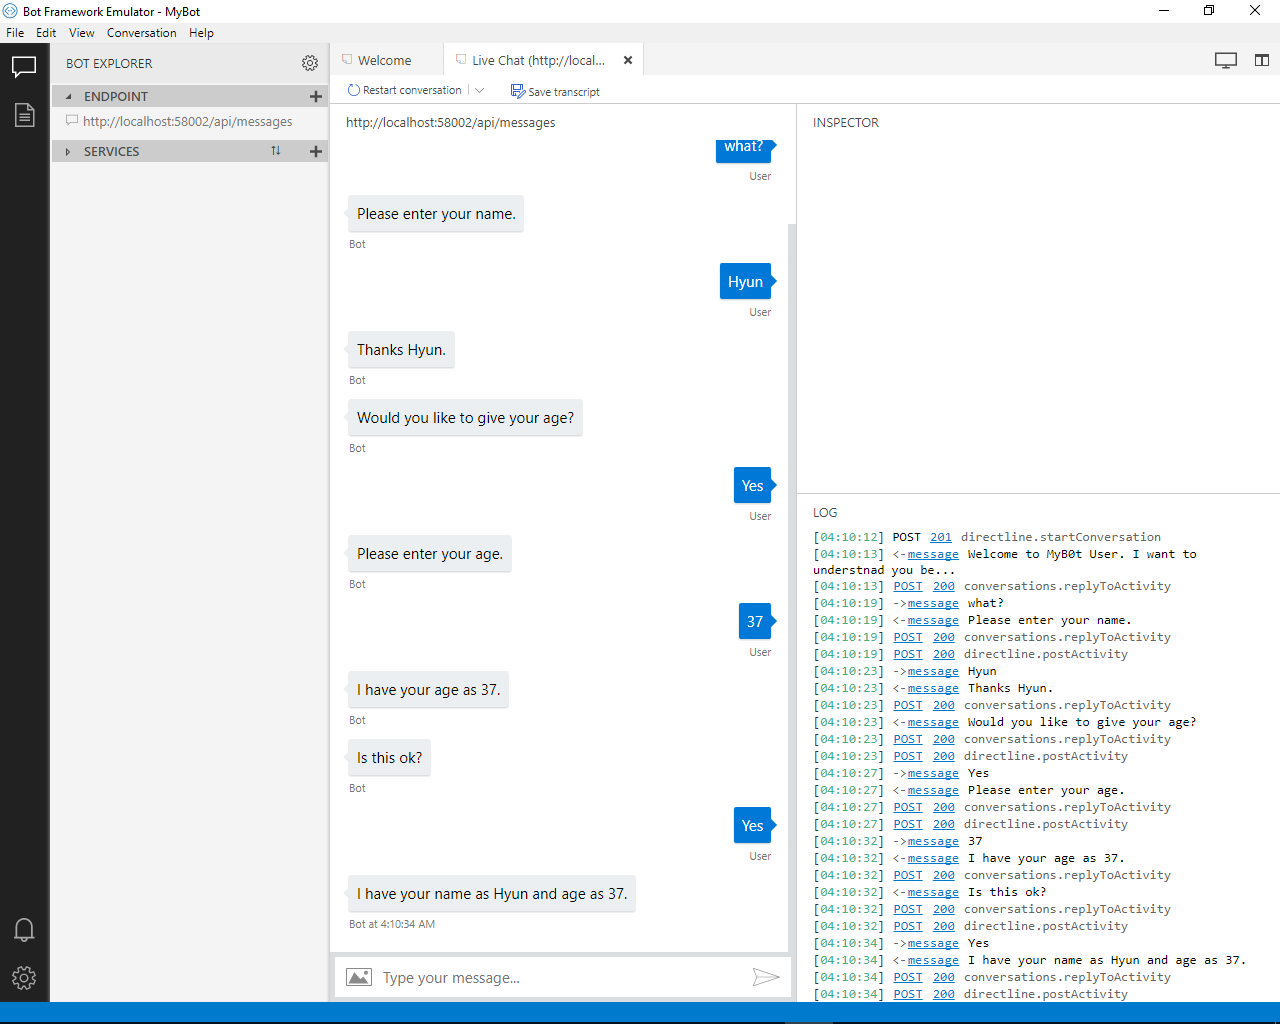 Bot Framework Emulator - MyBot
File Edit View Conversation Help
BOT EXPLORER
ENDPOINT
http://localhost:58002/api/messages
SERVICES
Welcome
Live Chat (http://local...
Restart conversation
Save transcript
http://localhost:58002/api/messages
what?
User
Please enter your name.
Bot
Hyun
User
Thanks Hyun.
Bot
Would you like to give your age?
Bot
Yes
User
Please enter your age.
Bot
37
User
I have your age as 37.
Bot
Is this ok?
Bot
Yes
User
I have your name as Hyun and age as 37.
Bot at 4:10:34 AM
Type your message...
INSPECTOR
LOG
[04:10:12] POST 201 directline.startConversation
[04:10:13] <-message Welcome to MyB0t User. I want to
understnad you be...
[04:10:13] POST 200 conversations.replyToActivity
[04:10:19] ->message what?
[04:10:19] <-message Please enter your name.
[04:10:19] POST 200 conversations.replyToActivity
[04:10:19] POST 200 directline.postActivity
[04:10:23] ->message Hyun
[04:10:23] <-message Thanks Hyun.
[04:10:23] POST 200 conversations.replyToActivity
[04:10:23] <-message Would you like to give your age?
[04:10:23] POST 200 conversations.replyToActivity
[04:10:23] POST 200 directline.postActivity
[04:10:27] ->message Yes
[04:10:27] <-message Please enter your age.
[04:10:27] POST 200 conversations.replyToActivity
[04:10:27] POST 200 directline.postActivity
[04:10:32] ->message 37
[04:10:32] <-message I have your age as 37.
[04:10:32] POST 200 conversations.replyToActivity
[04:10:32] <-message Is this ok?
[04:10:32] POST 200 conversations.replyToActivity
[04:10:32] POST 200 directline.postActivity
[04:10:34] ->message Yes
[04:10:34] <-message I have your name as Hyun and age as 37.
[04:10:34] POST 200 conversations.replyToActivity
[04:10:34] POST 200 directline.postActivity